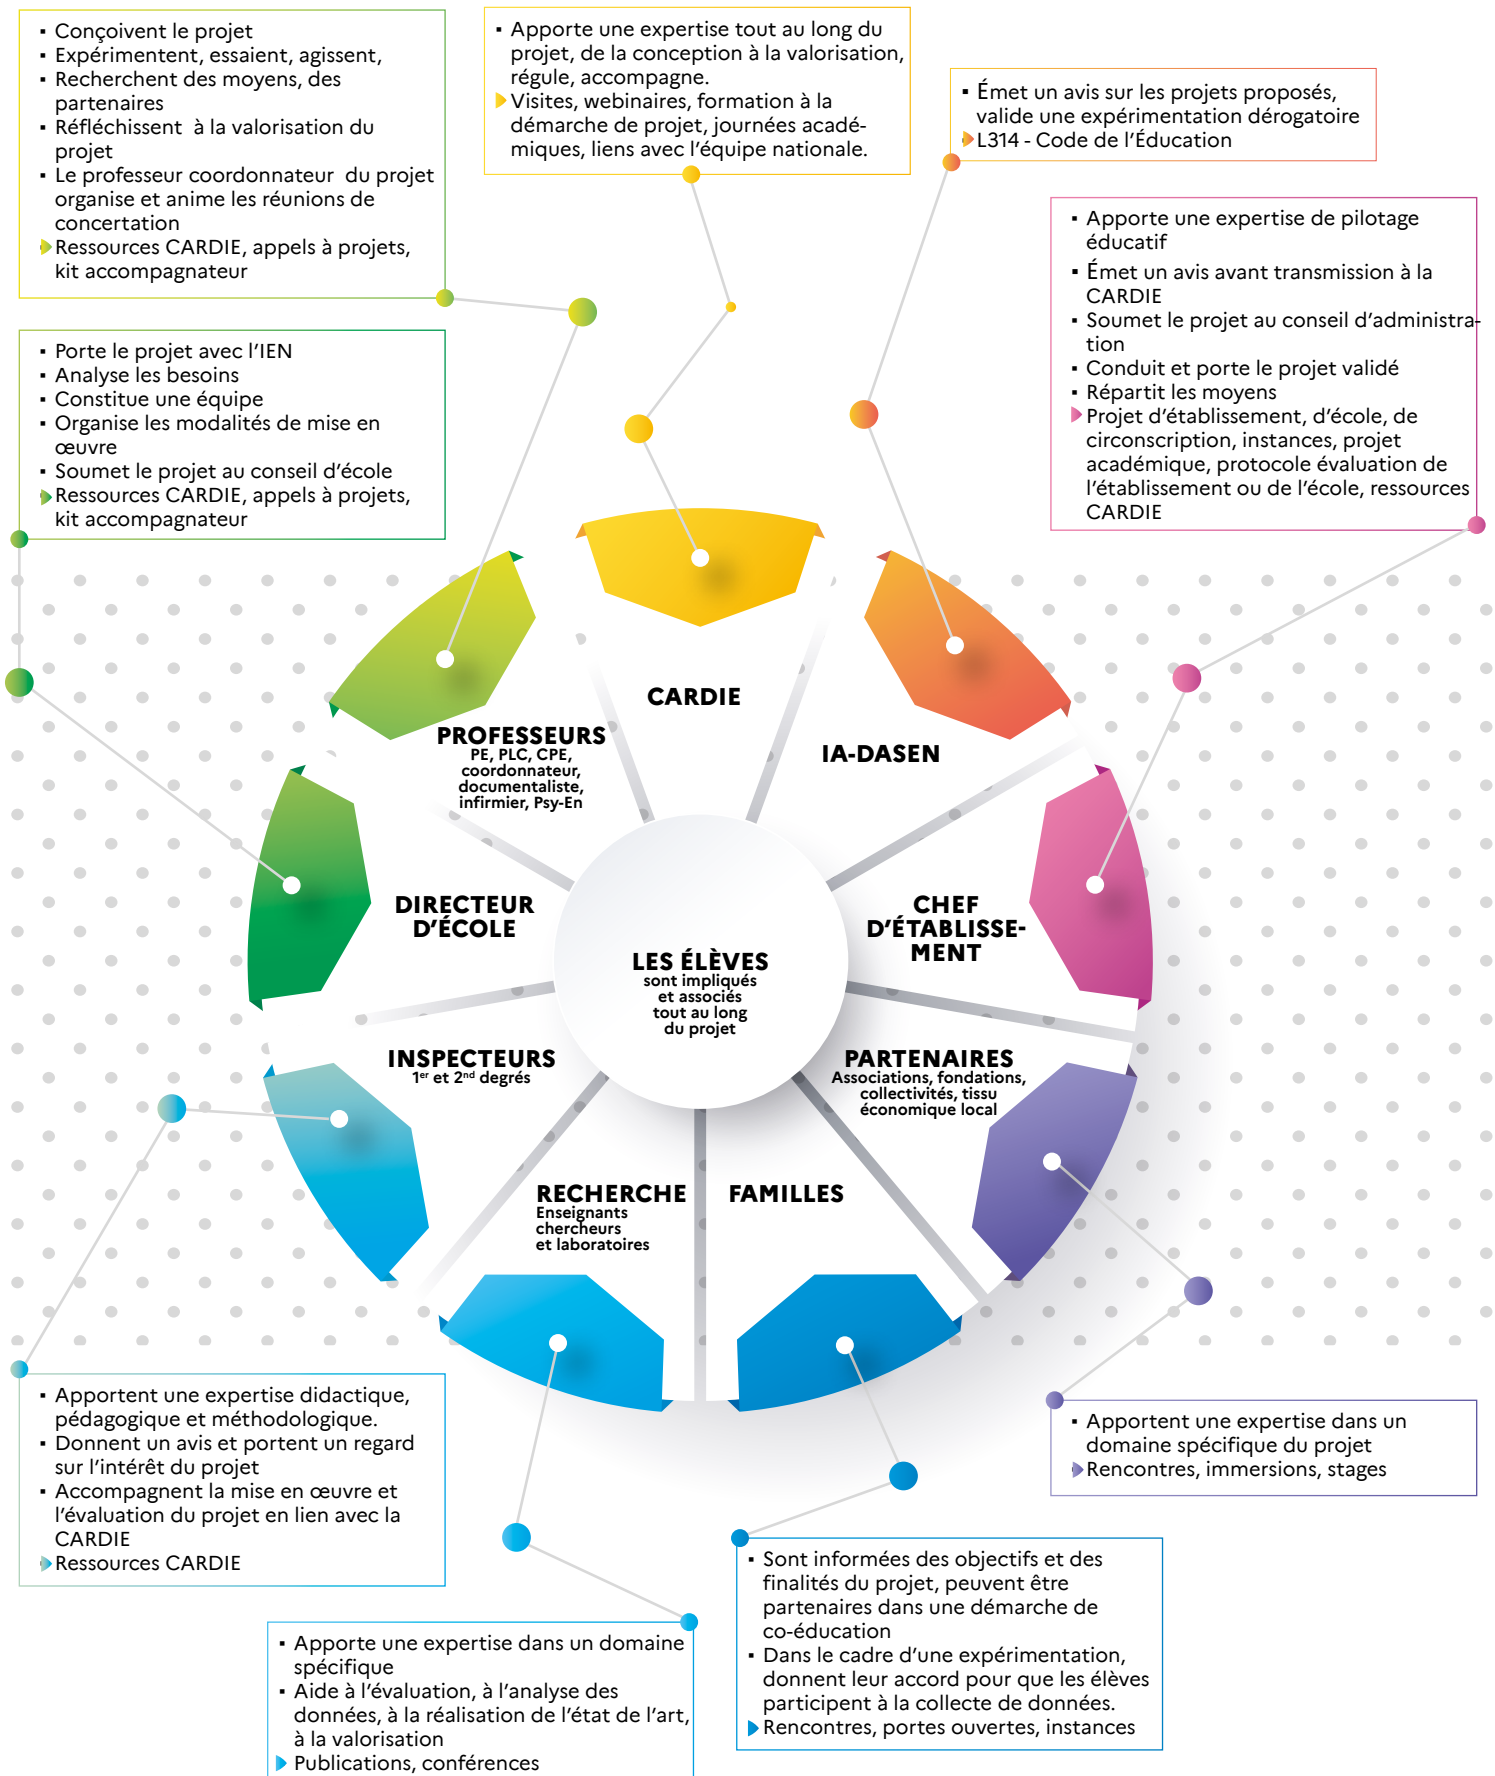 ▪ Conçoivent le projet
▪ Expérimentent, essaient, agissent,
▪ Recherchent des moyens, des
partenaires
▪ Réfléchissent à la valorisation du
projet
▪ Le professeur coordonnateur du projet
organise et anime les réunions de
concertation
Ressources CARDIE, appels à projets,
kit accompagnateur
▪ Apporte une expertise tout au long du
projet, de la conception à la valorisation,
régule, accompagne.
Visites, webinaires, formation à la
démarche de projet, journées acadé-
miques, liens avec l’équipe nationale.
▪ Émet un avis sur les projets proposés,
valide une expérimentation dérogatoire
L314 - Code de l’Éducation
▪ Apporte une expertise de pilotage
éducatif
▪ Émet un avis avant transmission à la
CARDIE
▪ Soumet le projet au conseil d’administra-
tion
▪ Conduit et porte le projet validé
▪ Répartit les moyens
Projet d’établissement, d’école, de
circonscription, instances, projet
académique, protocole évaluation de
l’établissement ou de l’école, ressources
CARDIE
▪ Porte le projet avec l’IEN
▪ Analyse les besoins
▪ Constitue une équipe
▪ Organise les modalités de mise en
œuvre
▪ Soumet le projet au conseil d’école
Ressources CARDIE, appels à projets,
kit accompagnateur
CARDIE
PROFESSEURS
PE, PLC, CPE,
coordonnateur,
documentaliste,
infirmier, Psy-En
IA-DASEN
DIRECTEUR
D’ÉCOLE
CHEF
D’ÉTABLISSE-
MENT
LES ÉLÈVES
sont impliqués
et associés
tout au long
du projet
INSPECTEURS
1er et 2nd degrés
PARTENAIRES
Associations, fondations,
collectivités, tissu
économique local
RECHERCHE
Enseignants
chercheurs
et laboratoires
FAMILLES
▪ Apportent une expertise didactique,
pédagogique et méthodologique.
▪ Donnent un avis et portent un regard
sur l’intérêt du projet
▪ Accompagnent la mise en œuvre et
l’évaluation du projet en lien avec la
CARDIE
Ressources CARDIE
▪ Apportent une expertise dans un
domaine spécifique du projet
Rencontres, immersions, stages
▪ Sont informées des objectifs et des
finalités du projet, peuvent être
partenaires dans une démarche de
co-éducation
▪ Dans le cadre d’une expérimentation,
donnent leur accord pour que les élèves
participent à la collecte de données.
Rencontres, portes ouvertes, instances
▪ Apporte une expertise dans un domaine
spécifique
▪ Aide à l’évaluation, à l’analyse des
données, à la réalisation de l’état de l’art,
à la valorisation
Publications, conférences